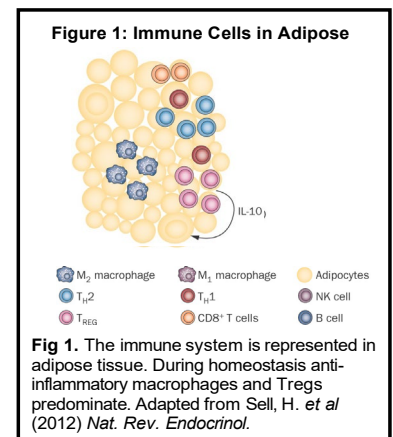 Figure 1: Immune Cells in Adipose
IL-10
M2 macrophage M1 macrophage Adipocytes
TH2 TH1 NK cell
TREG CD8+ T cells B cell
Fig 1. The immune system is represented in
adipose tissue. During homeostasis anti-
inflammatory macrophages and Tregs
predominate. Adapted from Sell, H. et al
(2012) Nat. Rev. Endocrinol.